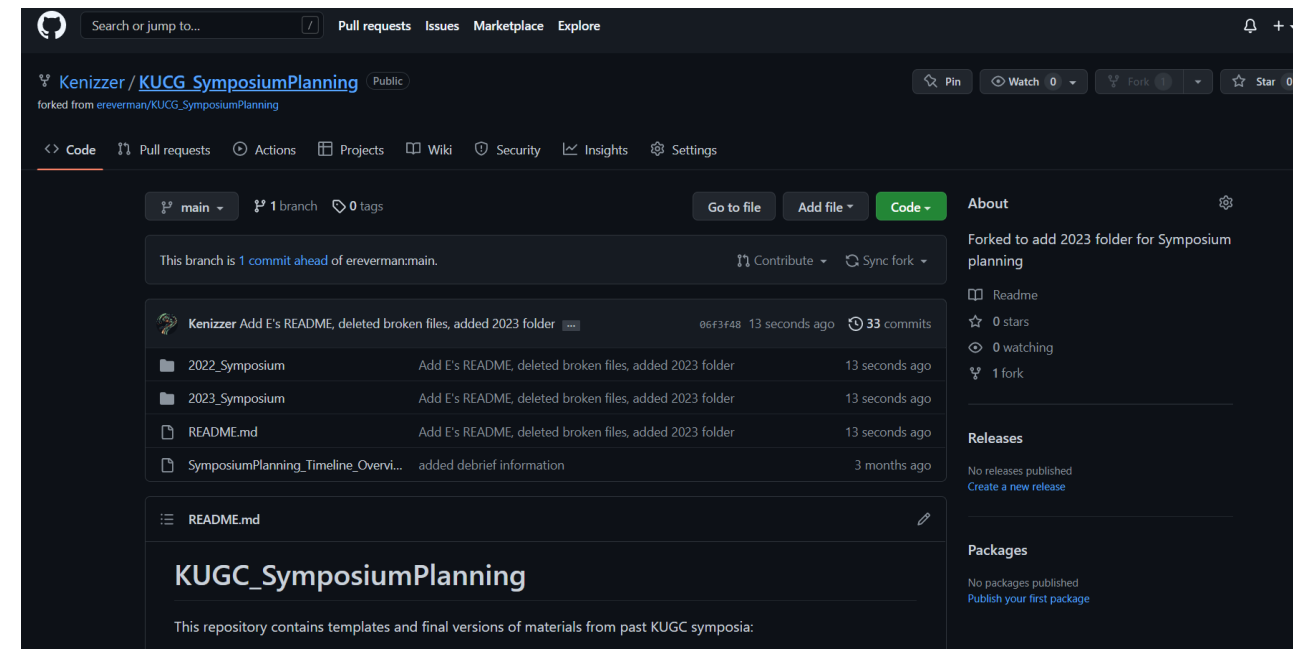 Search or jump to... / Pull requests Issues Marketplace Explore
Kenizzer / KUCG_SymposiumPlanning Public Pin Watch 0 Fork 1 Star 0
forked from ereverman/KUCG_SymposiumPlanning
Code Pull requests Actions Projects Wiki Security Insights Settings
main 1 branch 0 tags Go to file Add file Code
This branch is 1 commit ahead of ereverman:main. Contribute Sync fork
Kenizzer Add E's README, deleted broken files, added 2023 folder ... 06f3f48 13 seconds ago 33 commits
2022_Symposium Add E's README, deleted broken files, added 2023 folder 13 seconds ago
2023_Symposium Add E's README, deleted broken files, added 2023 folder 13 seconds ago
README.md Add E's README, deleted broken files, added 2023 folder 13 seconds ago
SymposiumPlanning_Timeline_Overvi... added debrief information 3 months ago
README.md
KUGC_SymposiumPlanning
This repository contains templates and final versions of materials from past KUGC symposia:
About
Forked to add 2023 folder for Symposium
planning
Readme
0 stars
0 watching
1 fork
Releases
No releases published
Create a new release
Packages
No packages published
Publish your first package